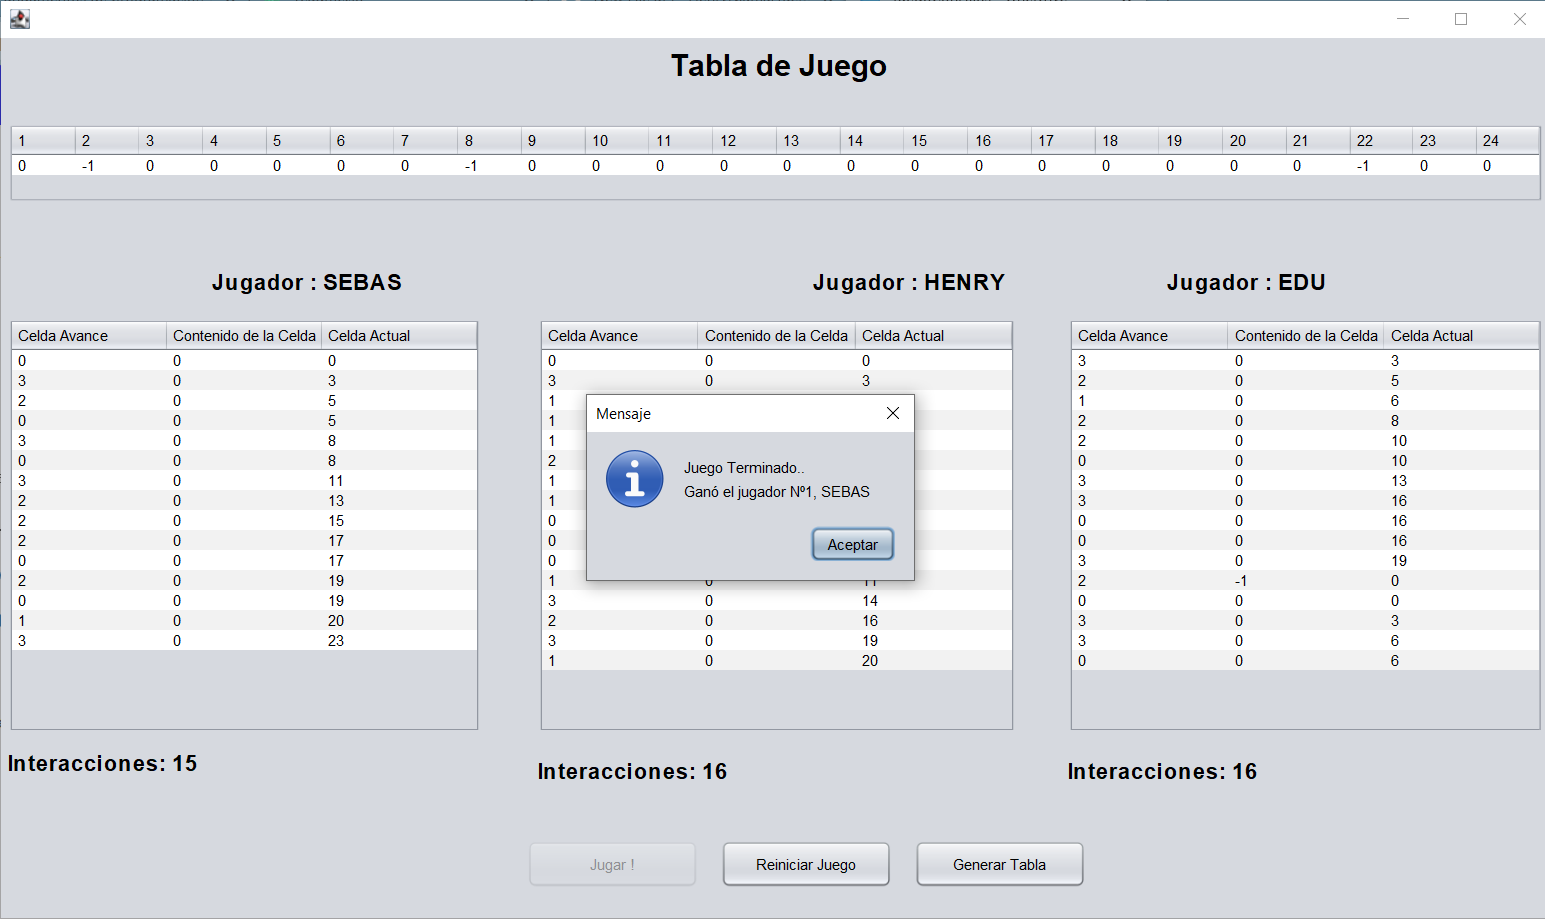 Tabla de Juego
1 2 3 4 5 6 7 8 9 10 11 12 13 14 15 16 17 18 19 20 21 22 23 24
0 -1 0 0 0 0 0 -1 0 0 0 0 0 0 0 0 0 0 0 0 0 -1 0 0
Jugador : SEBAS
Celda Avance Contenido de la Celda Celda Actual
0 0 0
3 0 3
2 0 5
0 0 5
3 0 8
0 0 8
3 0 11
2 0 13
2 0 15
2 0 17
0 0 17
2 0 19
0 0 19
1 0 20
3 0 23
Interacciones: 15
Jugador : HENRY
Celda Avance Contenido de la Celda Celda Actual
0 0 0
3 0 3
1
1
1
2
1
1
0
0
0
1
3 0 14
2 0 16
3 0 19
1 0 20
Interacciones: 16
Jugador : EDU
Celda Avance Contenido de la Celda Celda Actual
3 0 3
2 0 5
1 0 6
2 0 8
2 0 10
0 0 10
3 0 13
3 0 16
0 0 16
0 0 16
3 0 19
2 -1 0
0 0 0
3 0 3
3 0 6
0 0 6
Interacciones: 16
Mensaje
Juego Terminado..
Ganó el jugador Nº1, SEBAS
Aceptar
Jugar !
Reiniciar Juego
Generar Tabla